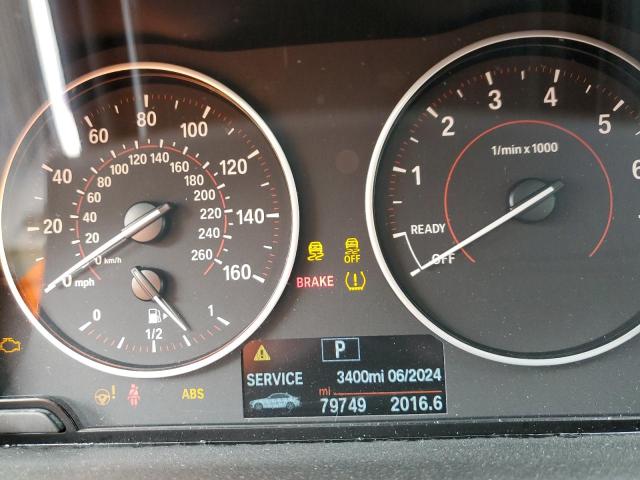 0 20 40 60 80 100 120 140 160
mph
0 20 40 60 80 100 120 140 160 180 200 220 240 260
km/h
0 1/2 1
1 2 3 4 5 6
1/min x 1000
READY
OFF
OFF
BRAKE
ABS
P
SERVICE 3400mi 06/2024
mi
79749 2016.6